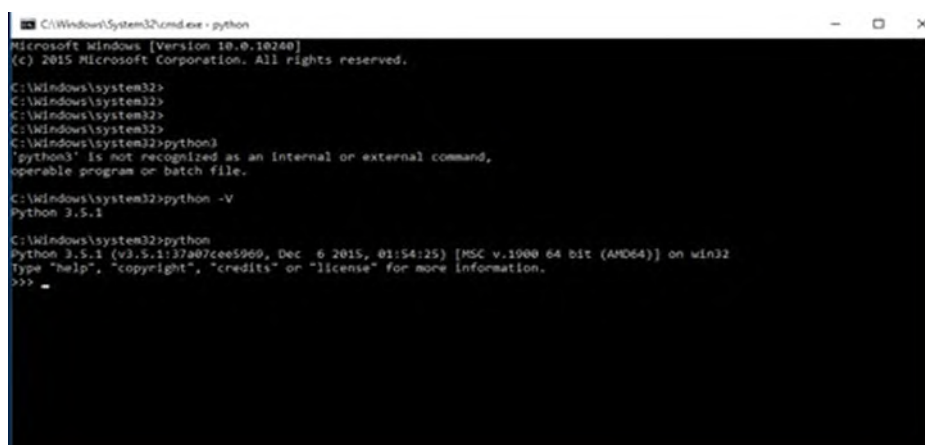 C:\Windows\System32\cmd.exe - python
Microsoft Windows [Version 10.0.10240]
(c) 2015 Microsoft Corporation. All rights reserved.
C:\Windows\system32>
C:\Windows\system32>
C:\Windows\system32>
C:\Windows\system32>
C:\Windows\system32>python3
'python3' is not recognized as an internal or external command,
operable program or batch file.
C:\Windows\system32>python -V
Python 3.5.1
C:\Windows\system32>python
Python 3.5.1 (v3.5.1:37a07cee5969, Dec  6 2015, 01:54:25) [MSC v.1900 64 bit (AMD64)] on win32
Type "help", "copyright", "credits" or "license" for more information.
>>> _